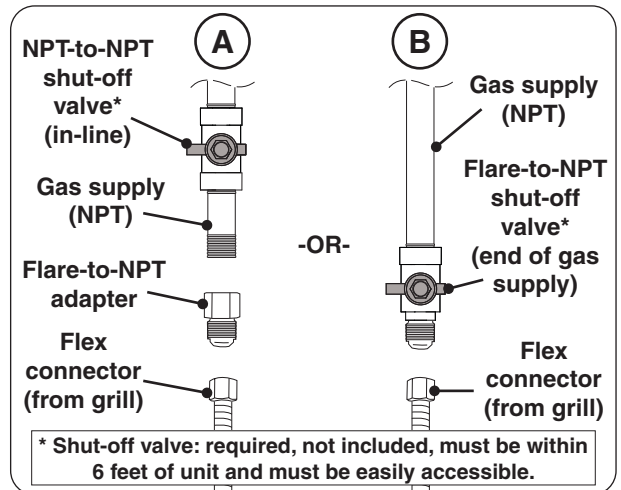 A
NPT-to-NPT
shut-off
valve*
(in-line)
Gas supply
(NPT)
Flare-to-NPT
adapter
Flex
connector
(from grill)
-OR-
B
Gas supply
(NPT)
Flare-to-NPT
shut-off
valve*
(end of gas
supply)
Flex
connector
(from grill)
* Shut-off valve: required, not included, must be within
6 feet of unit and must be easily accessible.